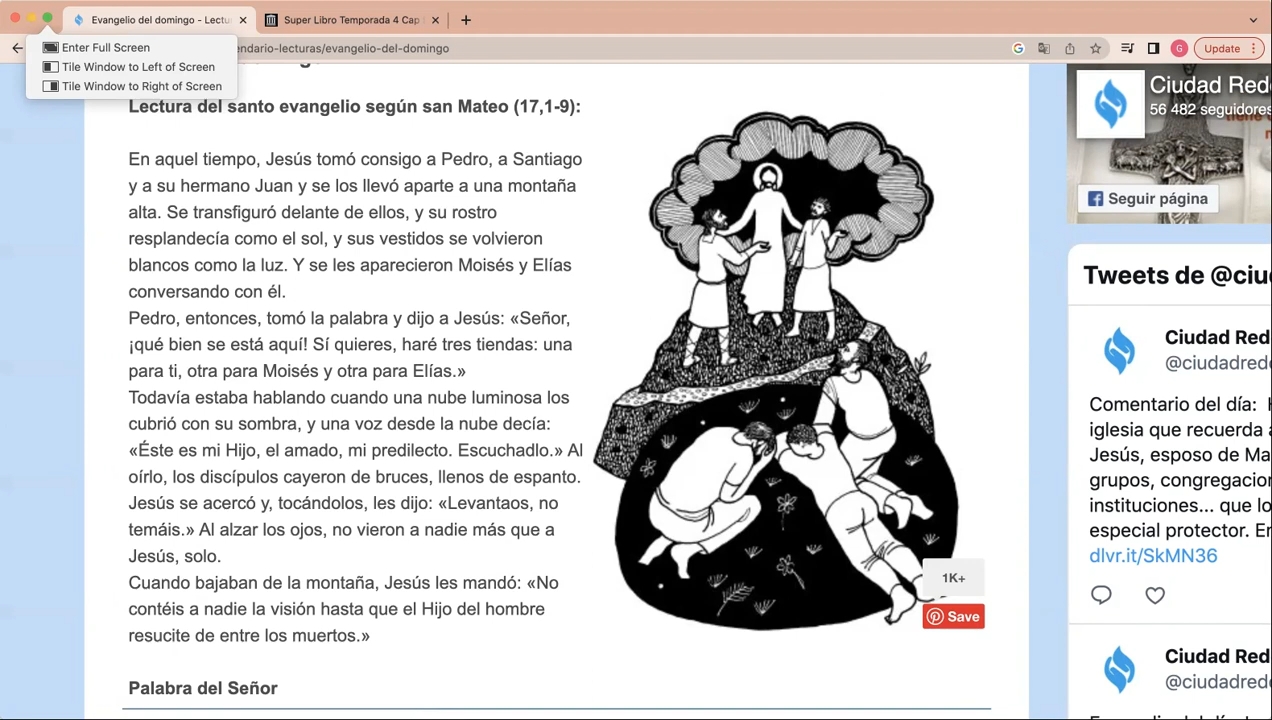 Evangelio del domingo - Lectu
Super Libro Temporada 4 Cap
Enter Full Screen
Tile Window to Left of Screen
Tile Window to Right of Screen
endario-lecturas/evangelio-del-domingo
G
Update
Lectura del santo evangelio según san Mateo (17,1-9):
En aquel tiempo, Jesús tomó consigo a Pedro, a Santiago
y a su hermano Juan y se los llevó aparte a una montaña
alta. Se transfiguró delante de ellos, y su rostro
resplandecía como el sol, y sus vestidos se volvieron
blancos como la luz. Y se les aparecieron Moisés y Elías
conversando con él.
Pedro, entonces, tomó la palabra y dijo a Jesús: «Señor,
¡qué bien se está aquí! Sí quieres, haré tres tiendas: una
para ti, otra para Moisés y otra para Elías.»
Todavía estaba hablando cuando una nube luminosa los
cubrió con su sombra, y una voz desde la nube decía:
«Éste es mi Hijo, el amado, mi predilecto. Escuchadlo.» Al
oírlo, los discípulos cayeron de bruces, llenos de espanto.
Jesús se acercó y, tocándolos, les dijo: «Levantaos, no
temáis.» Al alzar los ojos, no vieron a nadie más que a
Jesús, solo.
Cuando bajaban de la montaña, Jesús les mandó: «No
contéis a nadie la visión hasta que el Hijo del hombre
resucite de entre los muertos.»
Palabra del Señor
1K+
Save
Ciudad Red
56 482 seguidores
Seguir página
Tweets de @ciu
Ciudad Red
@ciudadred
Comentario del día: H
iglesia que recuerda a
Jesús, esposo de Ma
grupos, congregacion
instituciones... que lo
especial protector. En
dlvr.it/SkMN36
Ciudad Red
@ciudadred